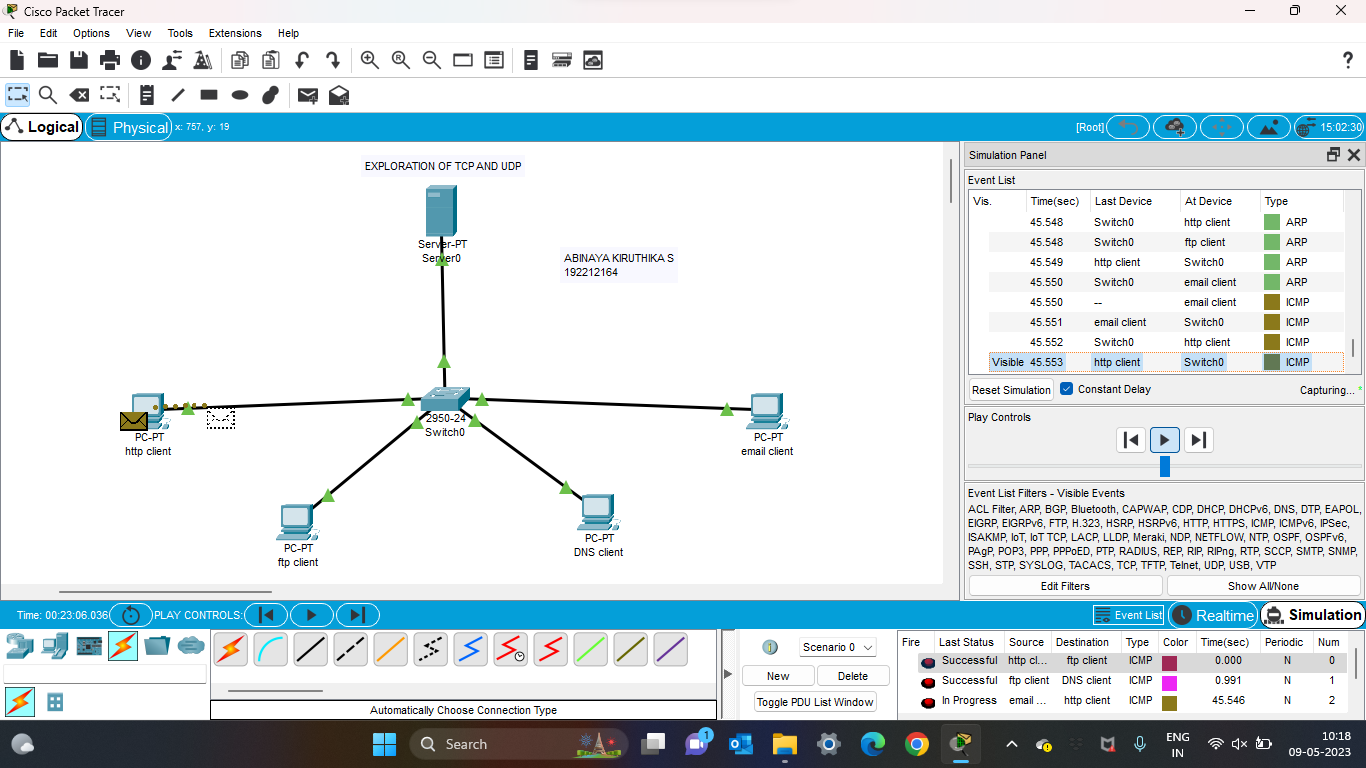 Cisco Packet Tracer
File Edit Options View Tools Extensions Help
?
Logical Physical x: 757, y: 19 [Root] 15:02:30
EXPLORATION OF TCP AND UDP
Server-PT
Server0
ABINAYA KIRUTHIKA S
192212164
2950-24
Switch0
PC-PT
http client
PC-PT
email client
PC-PT
ftp client
PC-PT
DNS client
Simulation Panel
Event List
Vis. Time(sec) Last Device At Device Type
45.548 Switch0 http client ARP
45.548 Switch0 ftp client ARP
45.549 http client Switch0 ARP
45.550 Switch0 email client ARP
45.550 -- email client ICMP
45.551 email client Switch0 ICMP
45.552 Switch0 http client ICMP
Visible 45.553 http client Switch0 ICMP
Reset Simulation Constant Delay Capturing... *
Play Controls
Event List Filters - Visible Events
ACL Filter, ARP, BGP, Bluetooth, CAPWAP, CDP, DHCP, DHCPv6, DNS, DTP, EAPOL,
EIGRP, EIGRPv6, FTP, H.323, HSRP, HSRPv6, HTTP, HTTPS, ICMP, ICMPv6, IPSec,
ISAKMP, IoT, IoT TCP, LACP, LLDP, Meraki, NDP, NETFLOW, NTP, OSPF, OSPFv6,
PAgP, POP3, PPP, PPPoED, PTP, RADIUS, REP, RIP, RIPng, RTP, SCCP, SMTP, SNMP,
SSH, STP, SYSLOG, TACACS, TCP, TFTP, Telnet, UDP, USB, VTP
Edit Filters Show All/None
Time: 00:23:06.036 PLAY CONTROLS: Event List Realtime Simulation
Automatically Choose Connection Type
Scenario 0
New Delete
Toggle PDU List Window
Fire Last Status Source Destination Type Color Time(sec) Periodic Num
Successful http cl... ftp client ICMP 0.000 N 0
Successful ftp client DNS client ICMP 0.991 N 1
In Progress email ... http client ICMP 45.546 N 2
Search
1
ENG
IN
10:18
09-05-2023